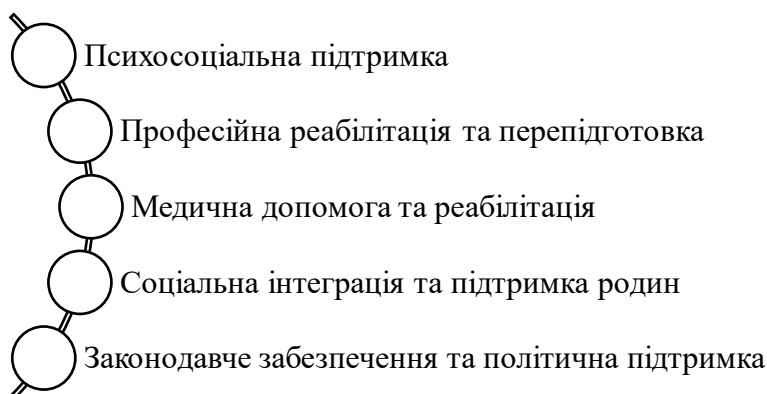 Психосоціальна підтримка
Професійна реабілітація та перепідготовка
Медична допомога та реабілітація
Соціальна інтеграція та підтримка родин
Законодавче забезпечення та політична підтримка